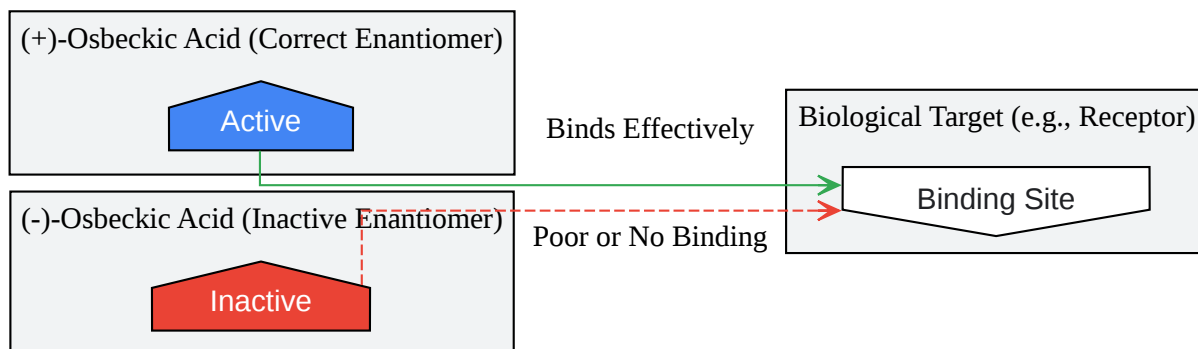 (+)-Osbeckic Acid (Correct Enantiomer)
Active
Binds Effectively
Biological Target (e.g., Receptor)
Binding Site
(-)-Osbeckic Acid (Inactive Enantiomer)
Poor or No Binding
Inactive